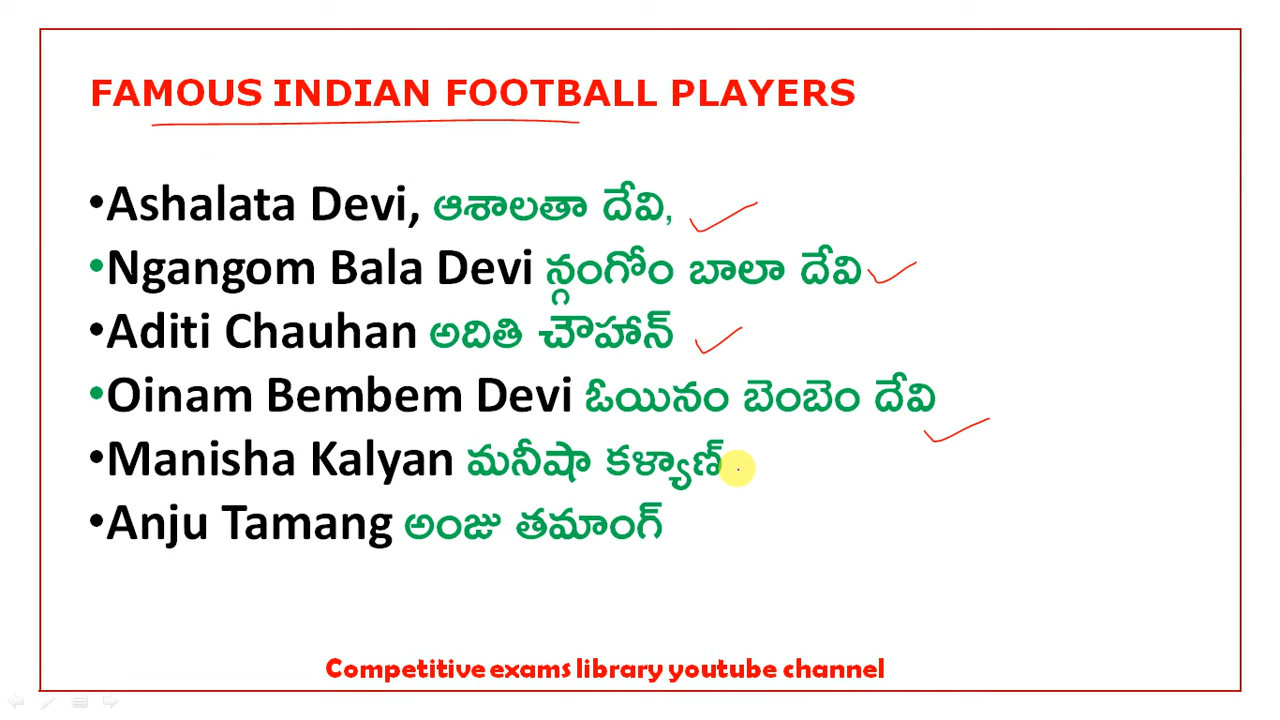 FAMOUS INDIAN FOOTBALL PLAYERS
•Ashalata Devi, ఆశాలతా దేవి,
•Ngangom Bala Devi న్గంగోం బాలా దేవి
•Aditi Chauhan అదితి చౌహాన్
•Oinam Bembem Devi ఓయినం బెంబెం దేవి
•Manisha Kalyan మనీషా కళ్యాణ్
•Anju Tamang అంజు తమాంగ్
Competitive exams library youtube channel